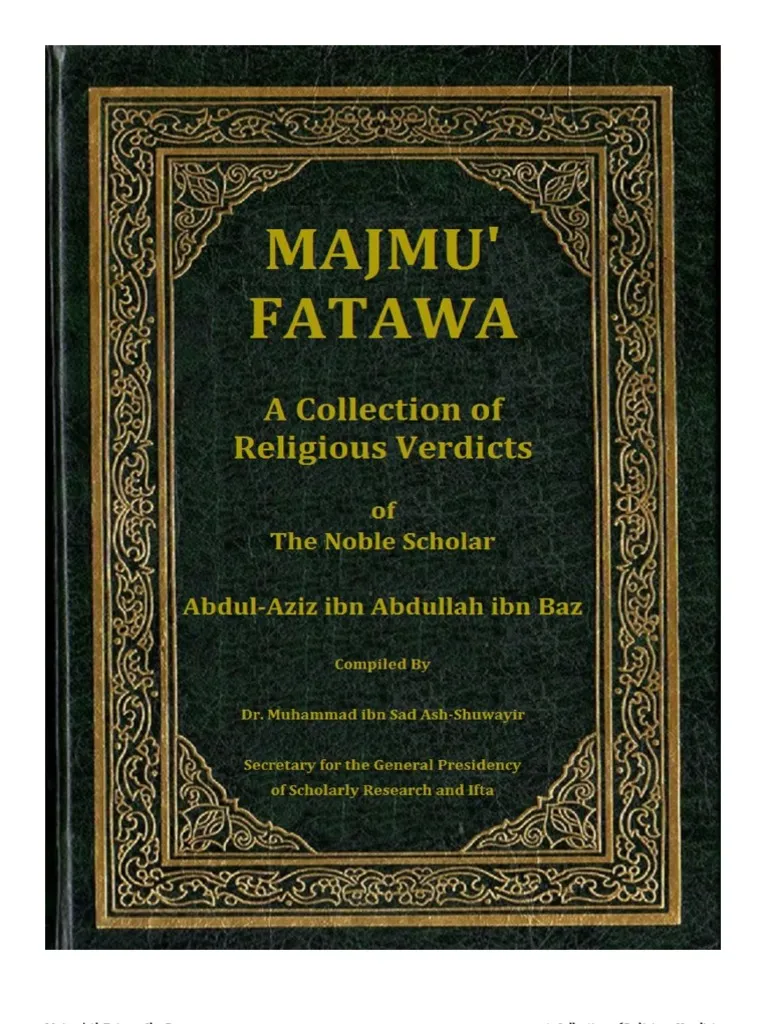 MAJMU'
FATAWA
A Collection of
Religious Verdicts
of
The Noble Scholar
Abdul-Aziz ibn Abdullah ibn Baz
Compiled By
Dr. Muhammad ibn Sad Ash-Shuwayir
Secretary for the General Presidency
of Scholarly Research and Ifta